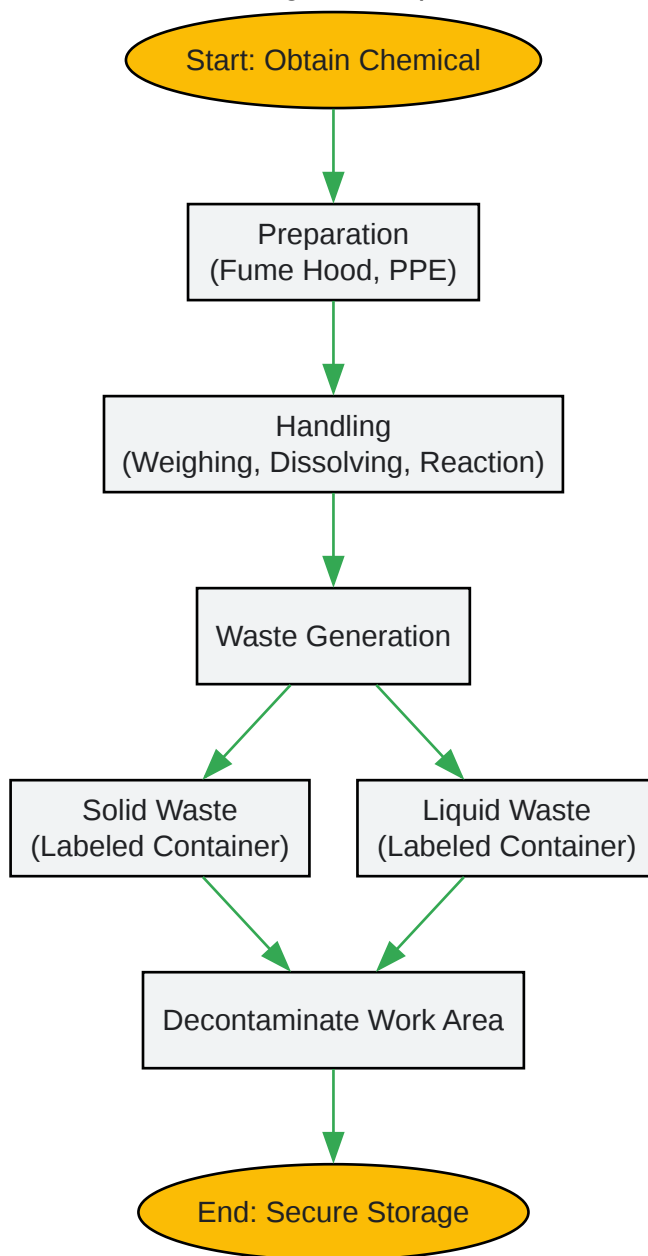 Start: Obtain Chemical
Preparation
(Fume Hood, PPE)
Handling
(Weighing, Dissolving, Reaction)
Waste Generation
Solid Waste
(Labeled Container)
Liquid Waste
(Labeled Container)
Decontaminate Work Area
End: Secure Storage